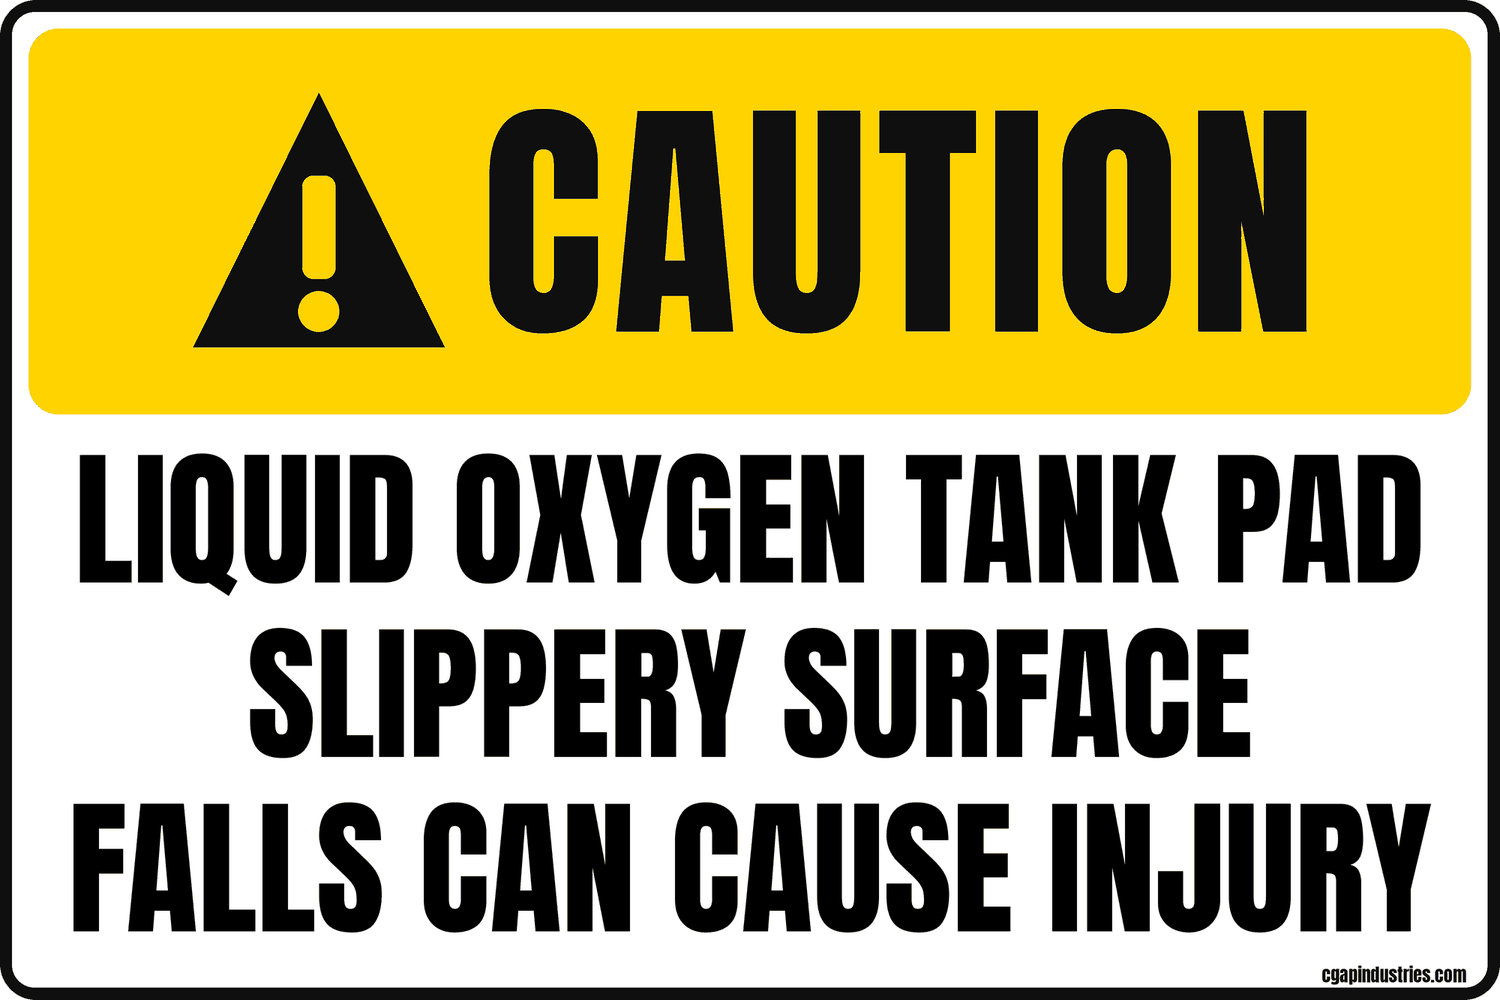 CAUTION
LIQUID OXYGEN TANK PAD
SLIPPERY SURFACE
FALLS CAN CAUSE INJURY
cgapindustries.com